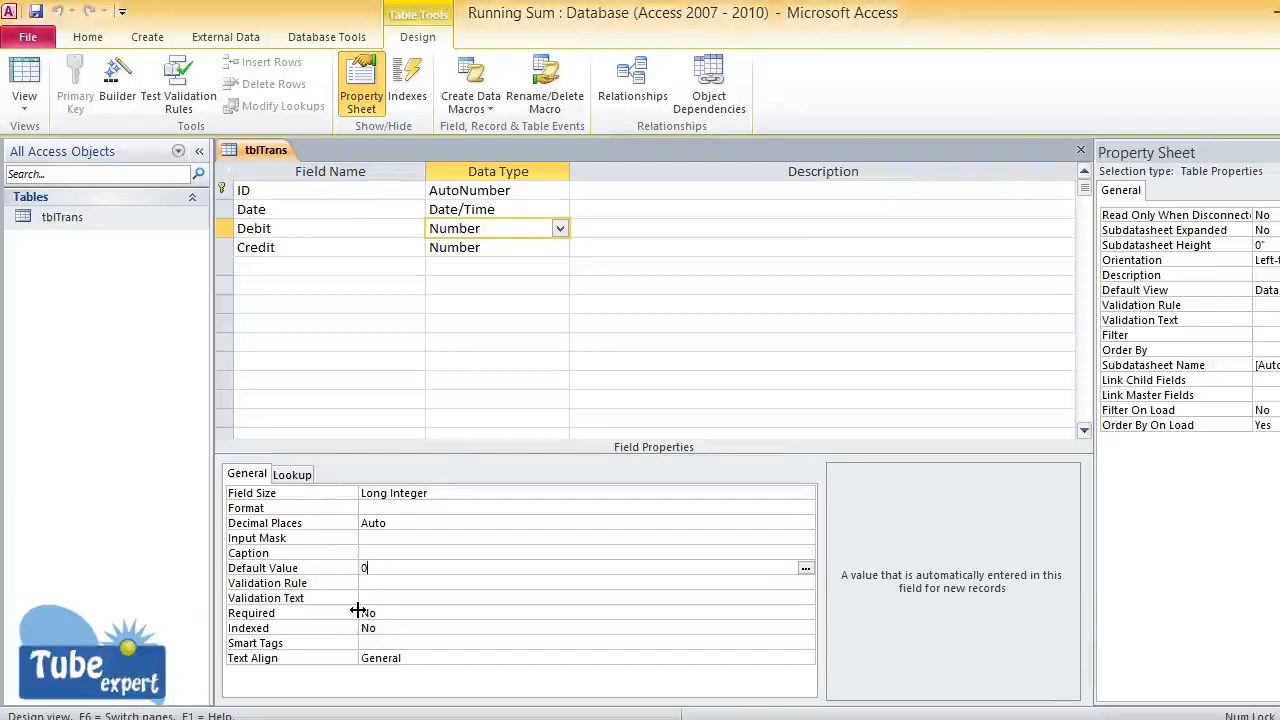 Table Tools
Running Sum : Database (Access 2007 - 2010) - Microsoft Access
File Home Create External Data Database Tools Design
View
Primary Key
Builder
Test Validation Rules
Insert Rows
Delete Rows
Modify Lookups
Property Sheet
Indexes
Create Data Macros
Rename/Delete Macro
Relationships
Object Dependencies
Views Tools Show/Hide Field, Record & Table Events Relationships
All Access Objects
Search...
Tables
tblTrans
tblTrans
Field Name Data Type Description
ID AutoNumber
Date Date/Time
Debit Number
Credit Number
Field Properties
General Lookup
Field Size Long Integer
Format
Decimal Places Auto
Input Mask
Caption
Default Value 0
Validation Rule
Validation Text
Required No
Indexed No
Smart Tags
Text Align General
A value that is automatically entered in this
field for new records
Property Sheet
Selection type: Table Properties
General
Read Only When Disconnect No
Subdatasheet Expanded No
Subdatasheet Height 0"
Orientation Left-t
Description
Default View Data
Validation Rule
Validation Text
Filter
Order By
Subdatasheet Name [Auto
Link Child Fields
Link Master Fields
Filter On Load No
Order By On Load Yes
Tube
expert
Design view. F6 = Switch panes. F1 = Help.
Num Lock